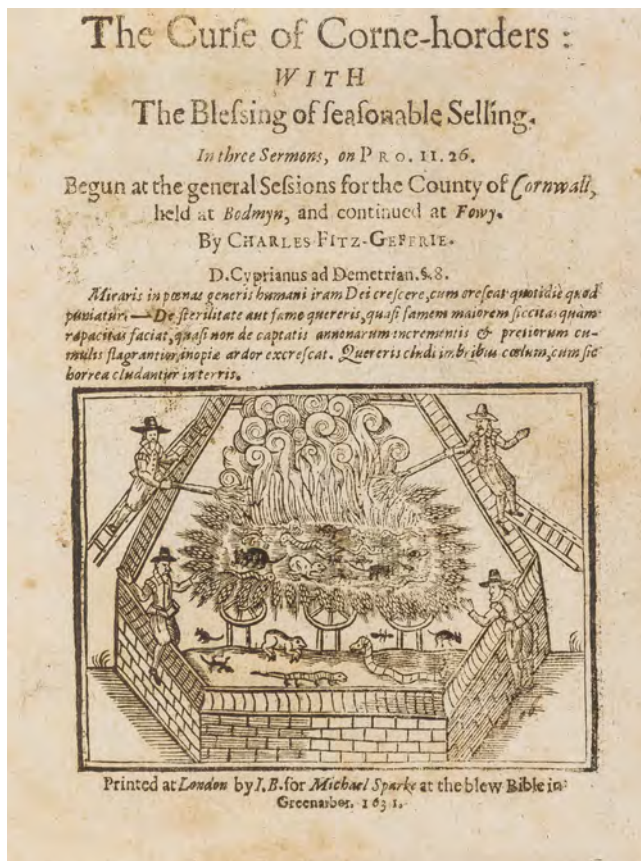 The Curſe of Corne-horders :
WITH
The Bleſsing of ſeaſonable Selling.
In three Sermons, on PRO. 11. 26.
Begun at the general Seſsions for the County of Cornwall,
held at Bodmyn, and continued at Fowy.
By CHARLES FITZ-GEFFRIE.
D. Cyprianus ad Demetrian. §. 8.
Miraris in pœnas generis humani iram Dei creſcere, cum creſcat quotidie quod
puniatur: — De ſterilitate aut fame quereris, quaſi famem maiorem ſiccitas quàm
rapacitas faciat, quaſi non de captatis annonarum incrementis & pretiorum cu-
mulis flagrantior inopiæ ardor excreſcat. Quereris cludi imbribus cœlum, cum ſic
horrea cludantur in terris.
Printed at London by I. B. for Michael Sparke at the blew Bible in
Greenarbor. 1631.